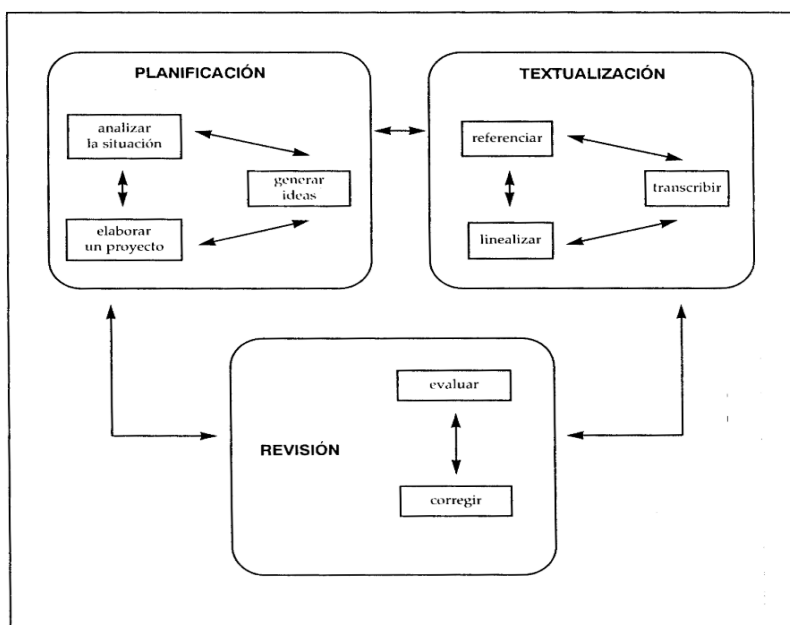 PLANIFICACIÓN
analizar
la situación
generar
ideas
elaborar
un proyecto
TEXTUALIZACIÓN
referenciar
transcribir
linealizar
REVISIÓN
evaluar
corregir